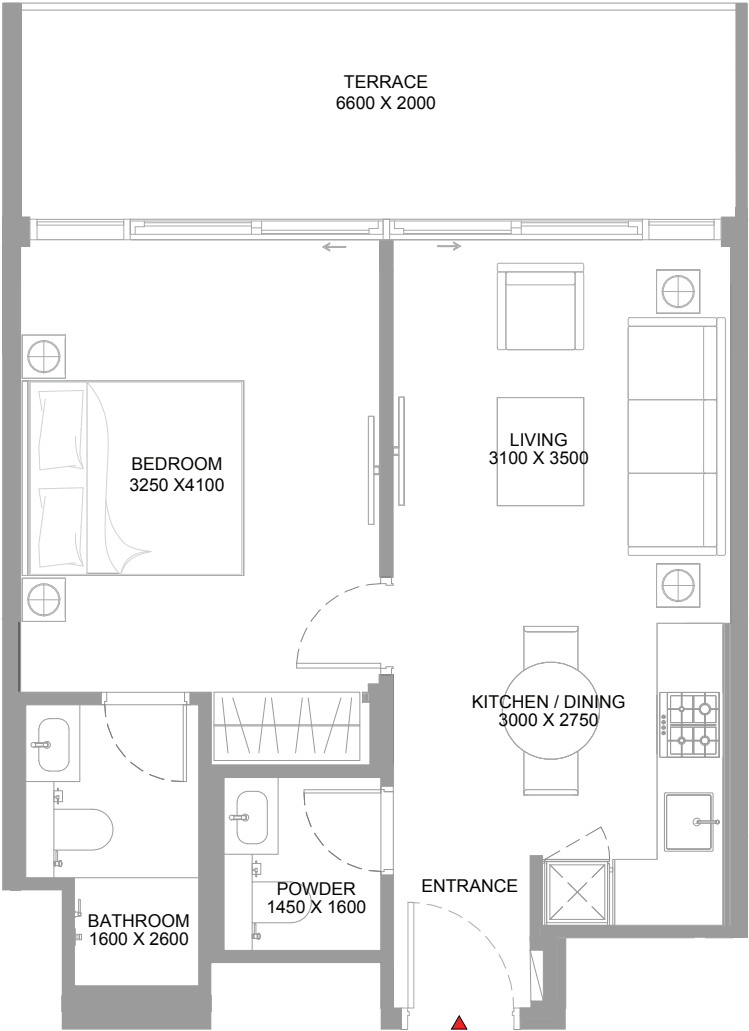 TERRACE
6600 X 2000
LIVING
3100 X 3500
BEDROOM
3250 X4100
KITCHEN / DINING
3000 X 2750
POWDER
1450 X 1600
ENTRANCE
BATHROOM
1600 X 2600